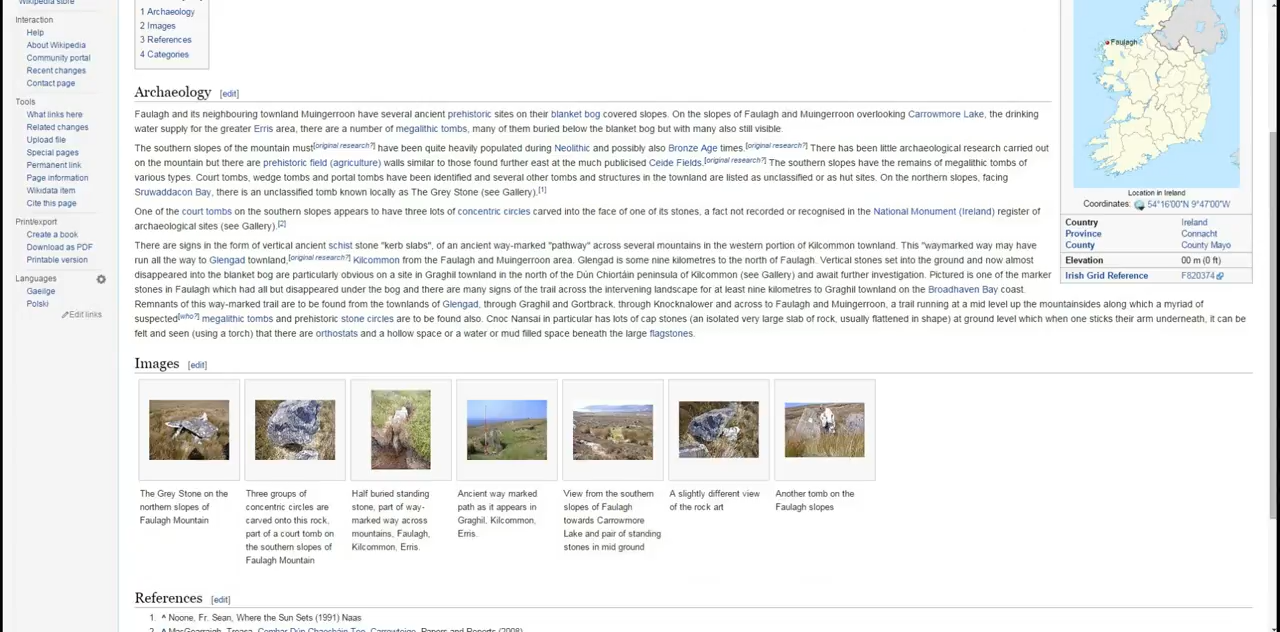 Wikipedia store
Interaction
Help
About Wikipedia
Community portal
Recent changes
Contact page
Tools
What links here
Related changes
Upload file
Special pages
Permanent link
Page information
Wikidata item
Cite this page
Print/export
Create a book
Download as PDF
Printable version
Languages
Gaeilge
Polski
Edit links
1 Archaeology
2 Images
3 References
4 Categories
Archaeology [edit]
Faulagh and its neighbouring townland Muingerroon have several ancient prehistoric sites on their blanket bog covered slopes. On the slopes of Faulagh and Muingerroon overlooking Carrowmore Lake, the drinking
water supply for the greater Erris area, there are a number of megalithic tombs, many of them buried below the blanket bog but with many also still visible.
The southern slopes of the mountain must[original research?] have been quite heavily populated during Neolithic and possibly also Bronze Age times.[original research?] There has been little archaeological research carried out
on the mountain but there are prehistoric field (agriculture) walls similar to those found further east at the much publicised Ceide Fields.[original research?] The southern slopes have the remains of megalithic tombs of
various types. Court tombs, wedge tombs and portal tombs have been identified and several other tombs and structures in the townland are listed as unclassified or as hut sites. On the northern slopes, facing
Sruwaddacon Bay, there is an unclassified tomb known locally as The Grey Stone (see Gallery).[1]
One of the court tombs on the southern slopes appears to have three lots of concentric circles carved into the face of one of its stones, a fact not recorded or recognised in the National Monument (Ireland) register of
archaeological sites (see Gallery).[2]
There are signs in the form of vertical ancient schist stone "kerb slabs", of an ancient way-marked "pathway" across several mountains in the western portion of Kilcommon townland. This "waymarked way may have
run all the way to Glengad townland.[original research?] Kilcommon from the Faulagh and Muingerroon area. Glengad is some nine kilometres to the north of Faulagh. Vertical stones set into the ground and now almost
disappeared into the blanket bog are particularly obvious on a site in Graghil townland in the north of the Dún Chiortáin peninsula of Kilcommon (see Gallery) and await further investigation. Pictured is one of the marker
stones in Faulagh which had all but disappeared under the bog and there are many signs of the trail across the intervening landscape for at least nine kilometres to Graghil townland on the Broadhaven Bay coast.
Remnants of this way-marked trail are to be found from the townlands of Glengad, through Graghil and Gortbrack, through Knocknalower and across to Faulagh and Muingerroon, a trail running at a mid level up the mountainsides along which a myriad of
suspected[who?] megalithic tombs and prehistoric stone circles are to be found also. Cnoc Nansai in particular has lots of cap stones (an isolated very large slab of rock, usually flattened in shape) at ground level which when one sticks their arm underneath, it can be
felt and seen (using a torch) that there are orthostats and a hollow space or a water or mud filled space beneath the large flagstones.
Faulagh
Location in Ireland
Coordinates: 54°16′00″N 9°47′00″W
Country Ireland
Province Connacht
County County Mayo
Elevation 00 m (0 ft)
Irish Grid Reference F820374
Images [edit]
The Grey Stone on the
northern slopes of
Faulagh Mountain
Three groups of
concentric circles are
carved onto this rock,
part of a court tomb on
the southern slopes of
Faulagh Mountain
Half buried standing
stone, part of way-
marked way across
mountains, Faulagh,
Kilcommon, Erris.
Ancient way marked
path as it appears in
Graghil, Kilcommon,
Erris.
View from the southern
slopes of Faulagh
towards Carrowmore
Lake and pair of standing
stones in mid ground
A slightly different view
of the rock art
Another tomb on the
Faulagh slopes
References [edit]
1. ^ Noone, Fr. Sean, Where the Sun Sets (1991) Naas